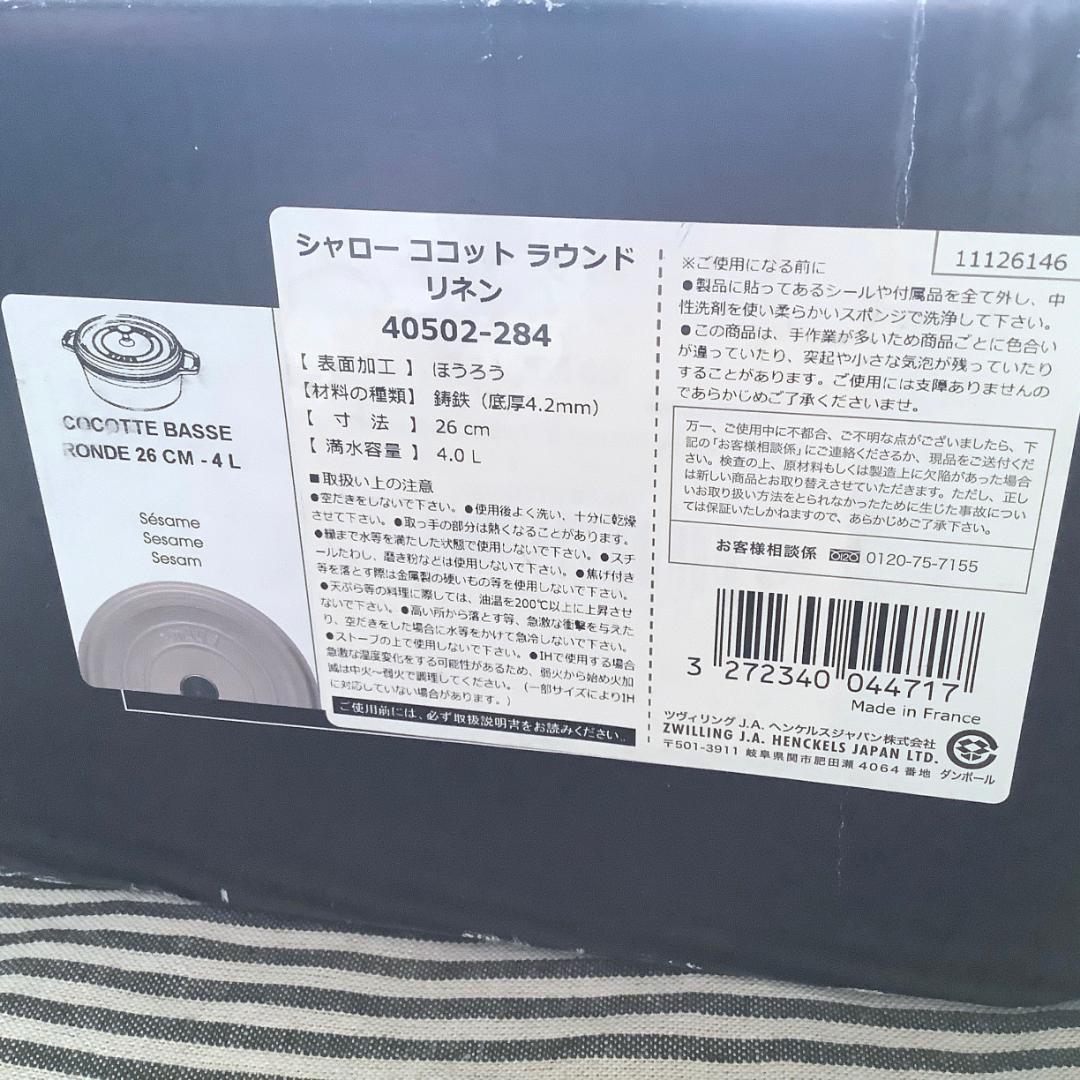 COCOTTE BASSE
RONDE 26 CM - 4 L
Sésame
Sesame
Sesam
シャロー ココット ラウンド
リネン
40502-284
【 表面加工 】 ほうろう
【材料の種類】 鋳鉄（底厚4.2mm）
【 寸 法 】 26 cm
【 満水容量 】 4.0 L
■取扱い上の注意
●空だきをしないで下さい。●使用後よく洗い、十分に乾燥
させて下さい。●取っ手の部分は熱くなることがあります。
●縁まで水等を満たした状態で使用しないで下さい。●スチ
ールたわし、磨き粉などは使用しないで下さい。●焦げ付き
等を落とす際は金属製の硬いもの等を使用しないで下さい。
●天ぷら等の料理に際しては、油温を200℃以上に上昇させ
ないで下さい。●高い所から落とす等、急激な衝撃を与えた
り、空だきをした場合に水等をかけて急冷しないで下さい。
●ストーブの上で使用しないで下さい。●IHで使用する場合
急激な温度変化をする可能性があるため、弱火から始め火加
減は中火～弱火で調理してください。（一部サイズによりIH
に対応していない場合があります。）
ご使用前には、必ず取扱説明書をお読みください。
11126146
※ご使用になる前に
●製品に貼ってあるシールや付属品を全て外し、中
性洗剤を使い柔らかいスポンジで洗浄して下さい。
●この商品は、手作業が多いため商品ごとに色合い
が違っていたり、突起や小さな気泡が残っていたり
することがあります。ご使用には支障ありませんの
であらかじめご了承くださいませ。
万一、ご使用中に不都合、ご不明な点がございましたら、下
記の「お客様相談係」にご連絡くださるか、現品をご送付くだ
さい。検査の上、原材料もしくは製造上に欠陥があった場合
は新しい商品とお取り替えさせていただきます。ただし、正し
いお取り扱い方法をとられなかったために生じた事故につい
ては保証いたしかねますので、あらかじめご了承下さい。
お客様相談係 0120-75-7155
3 272340 044717
Made in France
ツヴィリング J.A. ヘンケルスジャパン株式会社
ZWILLING J.A. HENCKELS JAPAN LTD.
〒501-3911 岐阜県関市肥田瀬 4064 番地
ダンボール